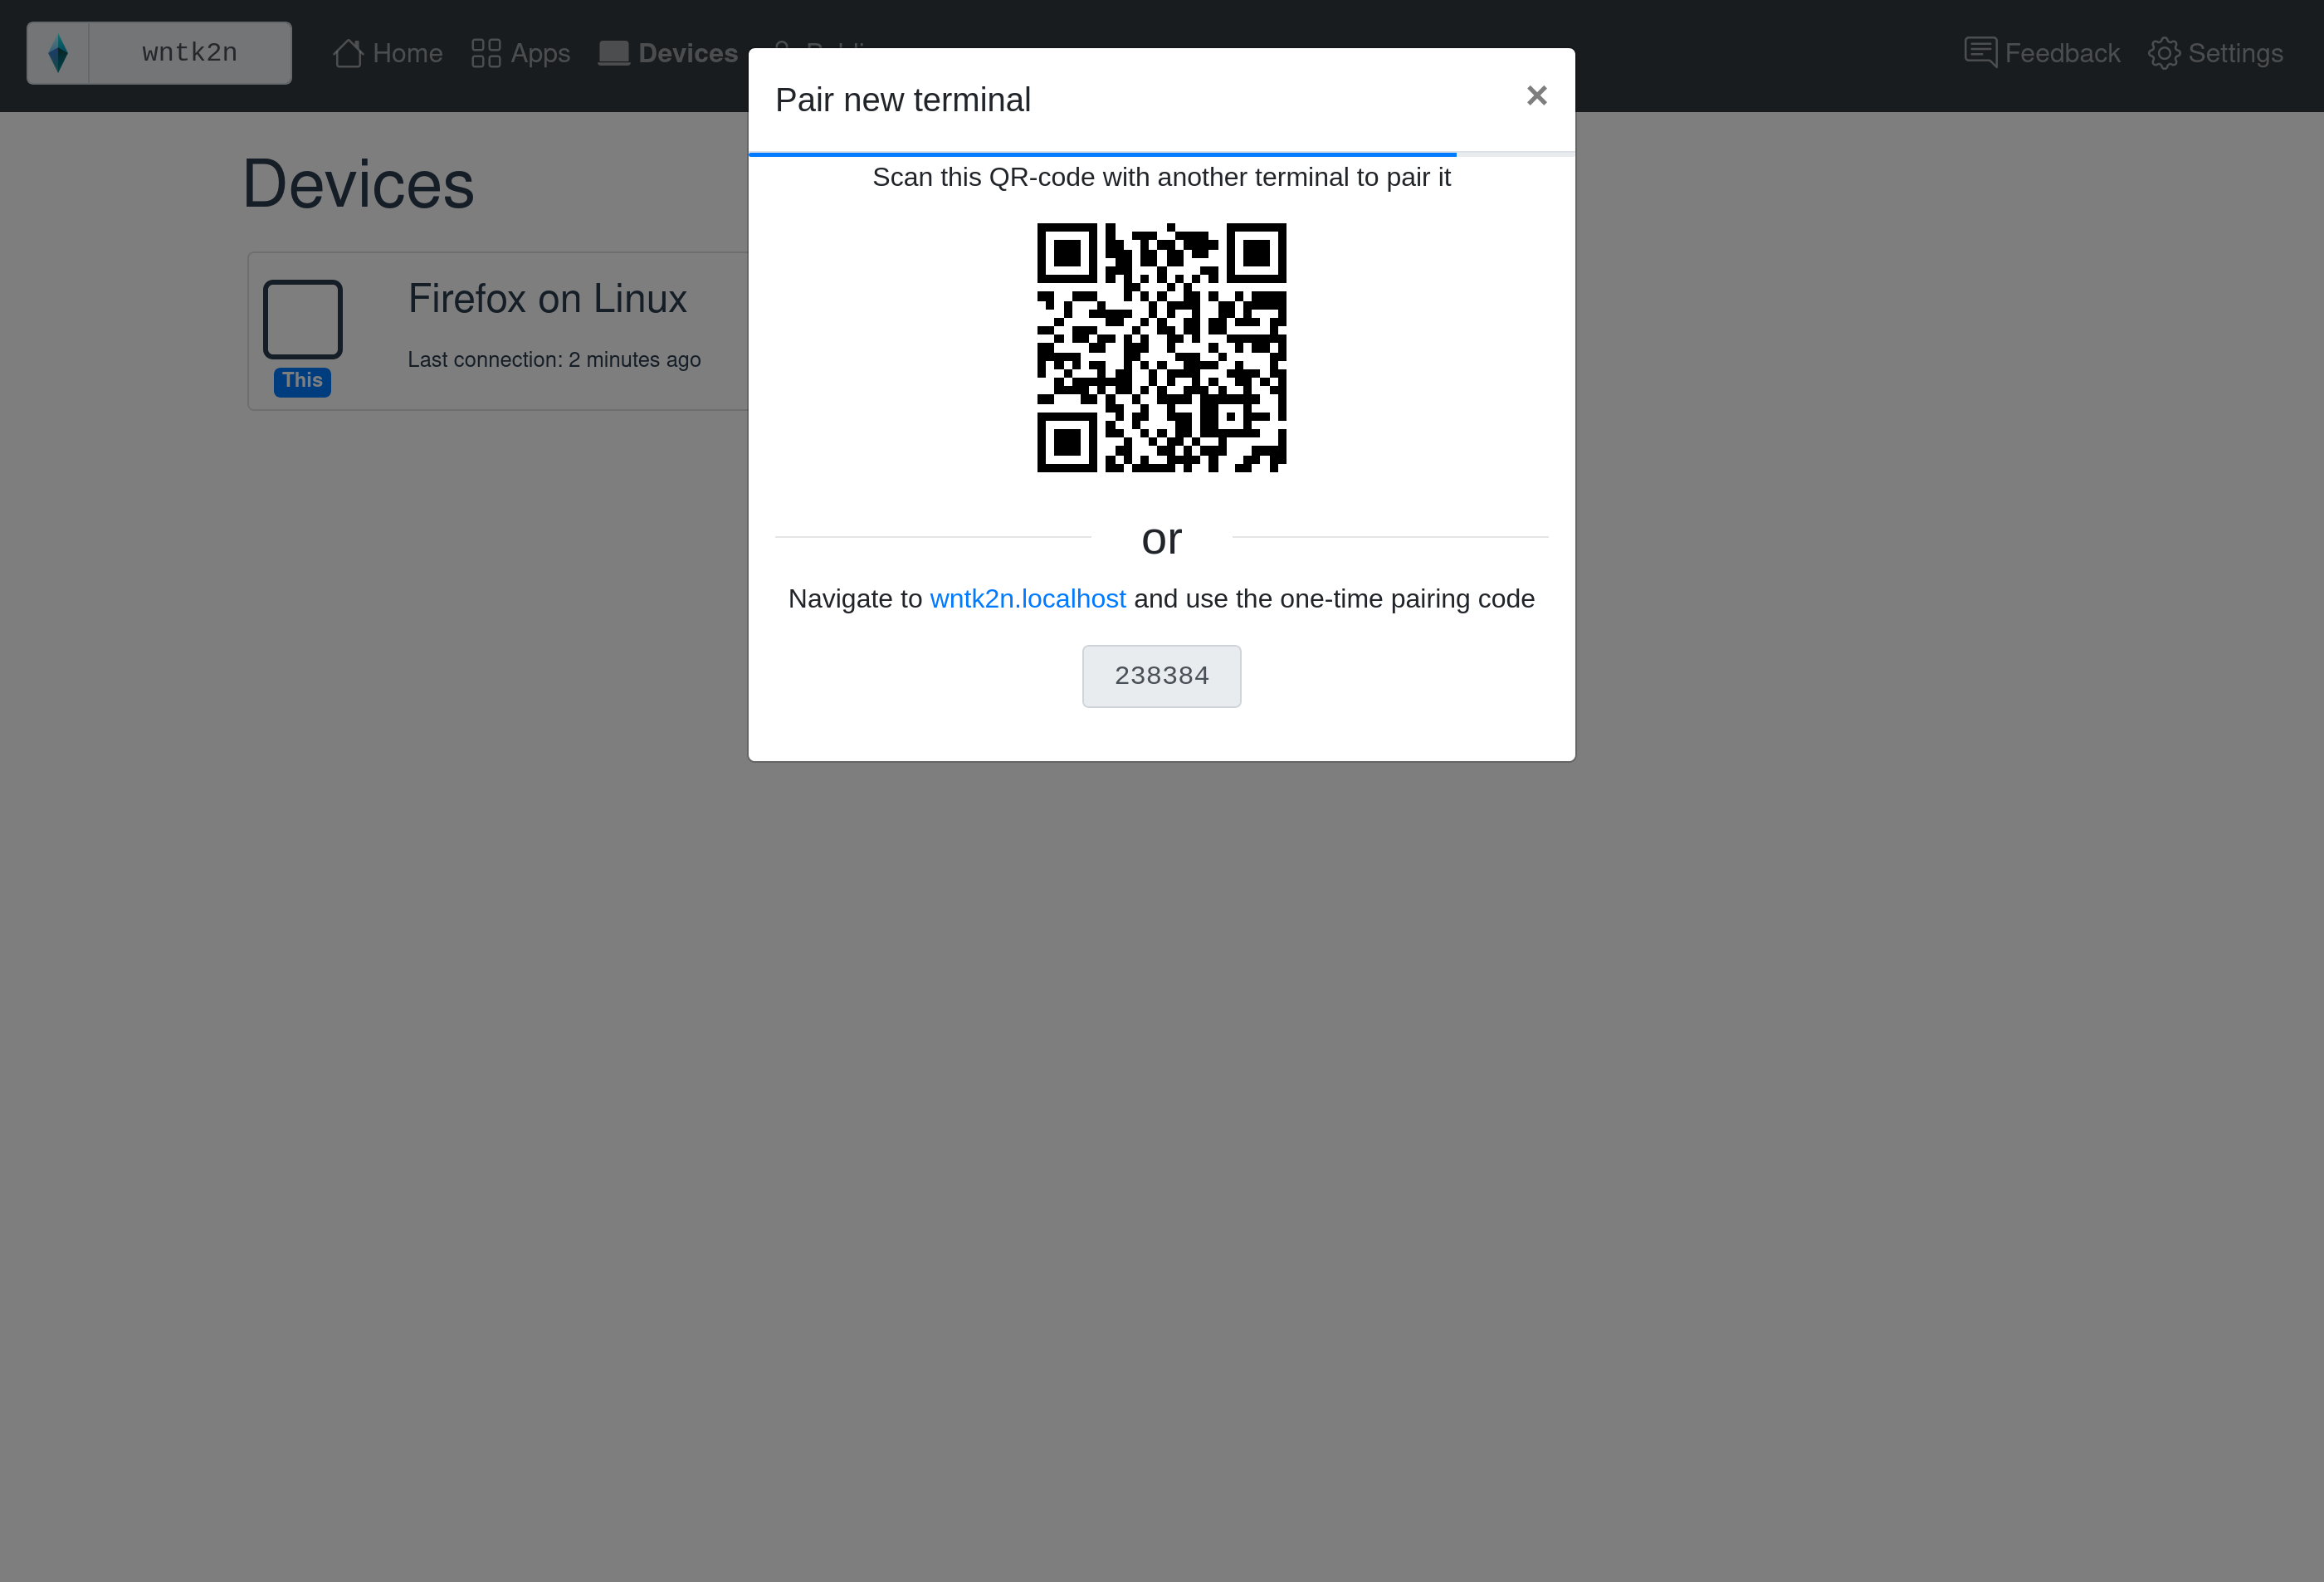 wntk2n
Home
Apps
Devices
Feedback
Settings
Devices
Firefox on Linux
Last connection: 2 minutes ago
This
Pair new terminal
×
Scan this QR-code with another terminal to pair it
or
Navigate to wntk2n.localhost and use the one-time pairing code
238384